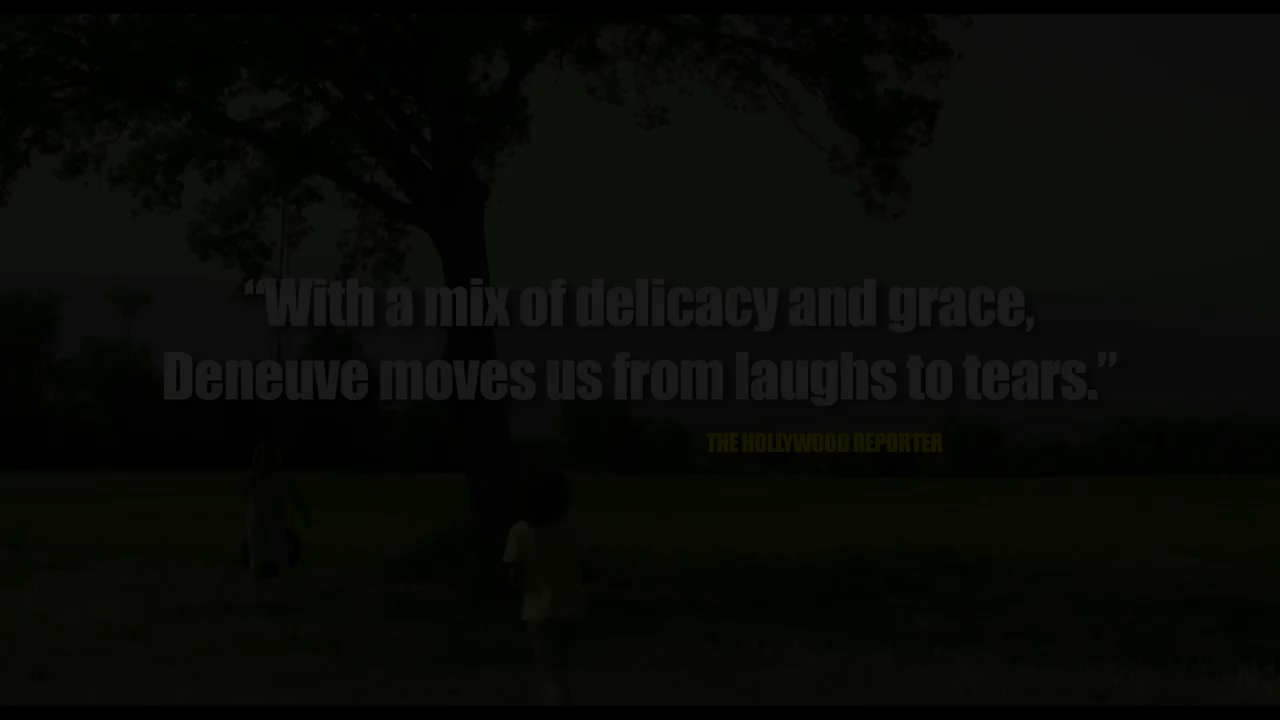 “With a mix of delicacy and grace,
Deneuve moves us from laughs to tears.”
THE HOLLYWOOD REPORTER